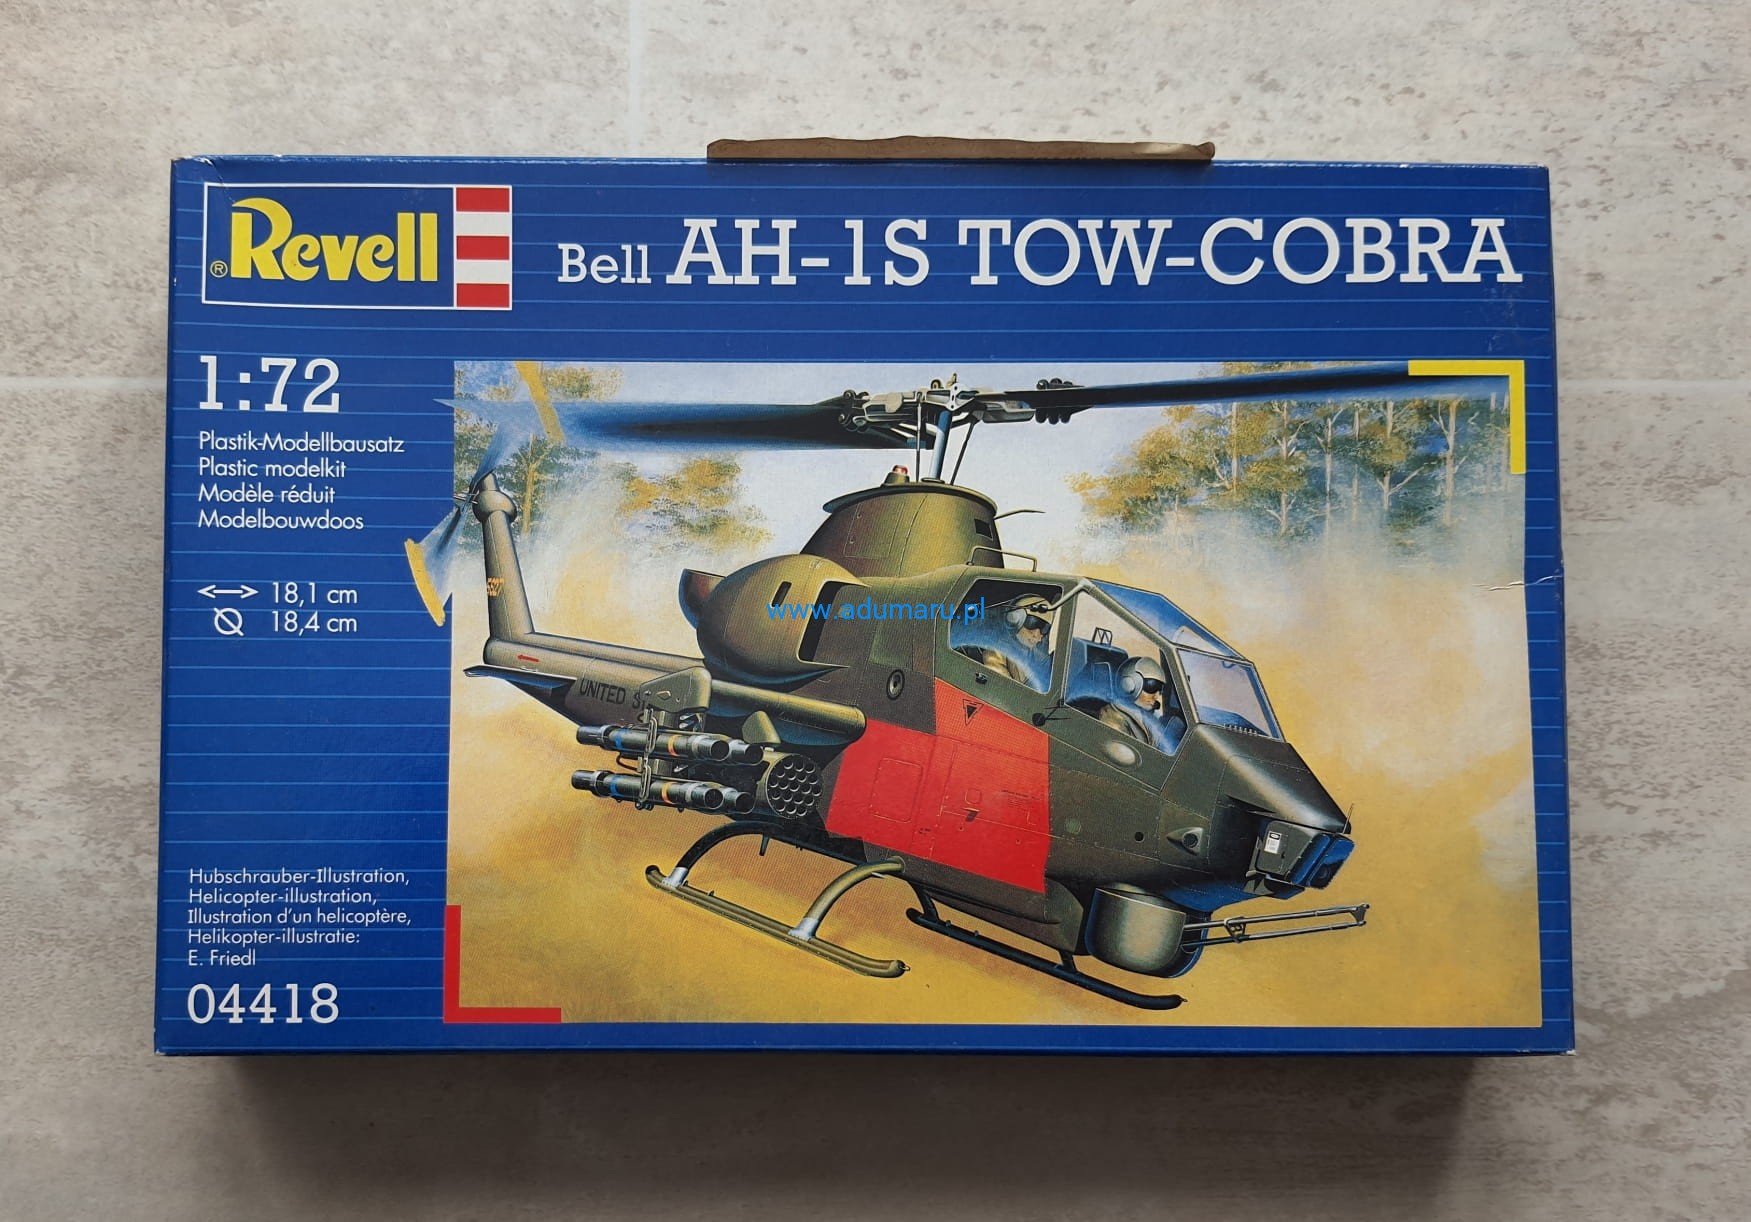 ®Revell
Bell AH-1S TOW-COBRA
1:72
Plastik-Modellbausatz
Plastic modelkit
Modèle réduit
Modelbouwdoos
18,1 cm
18,4 cm
www.adumaru.pl
UNITED
Hubschrauber-Illustration,
Helicopter-illustration,
Illustration d'un helicoptère,
Helikopter-illustratie:
E. Friedl
04418